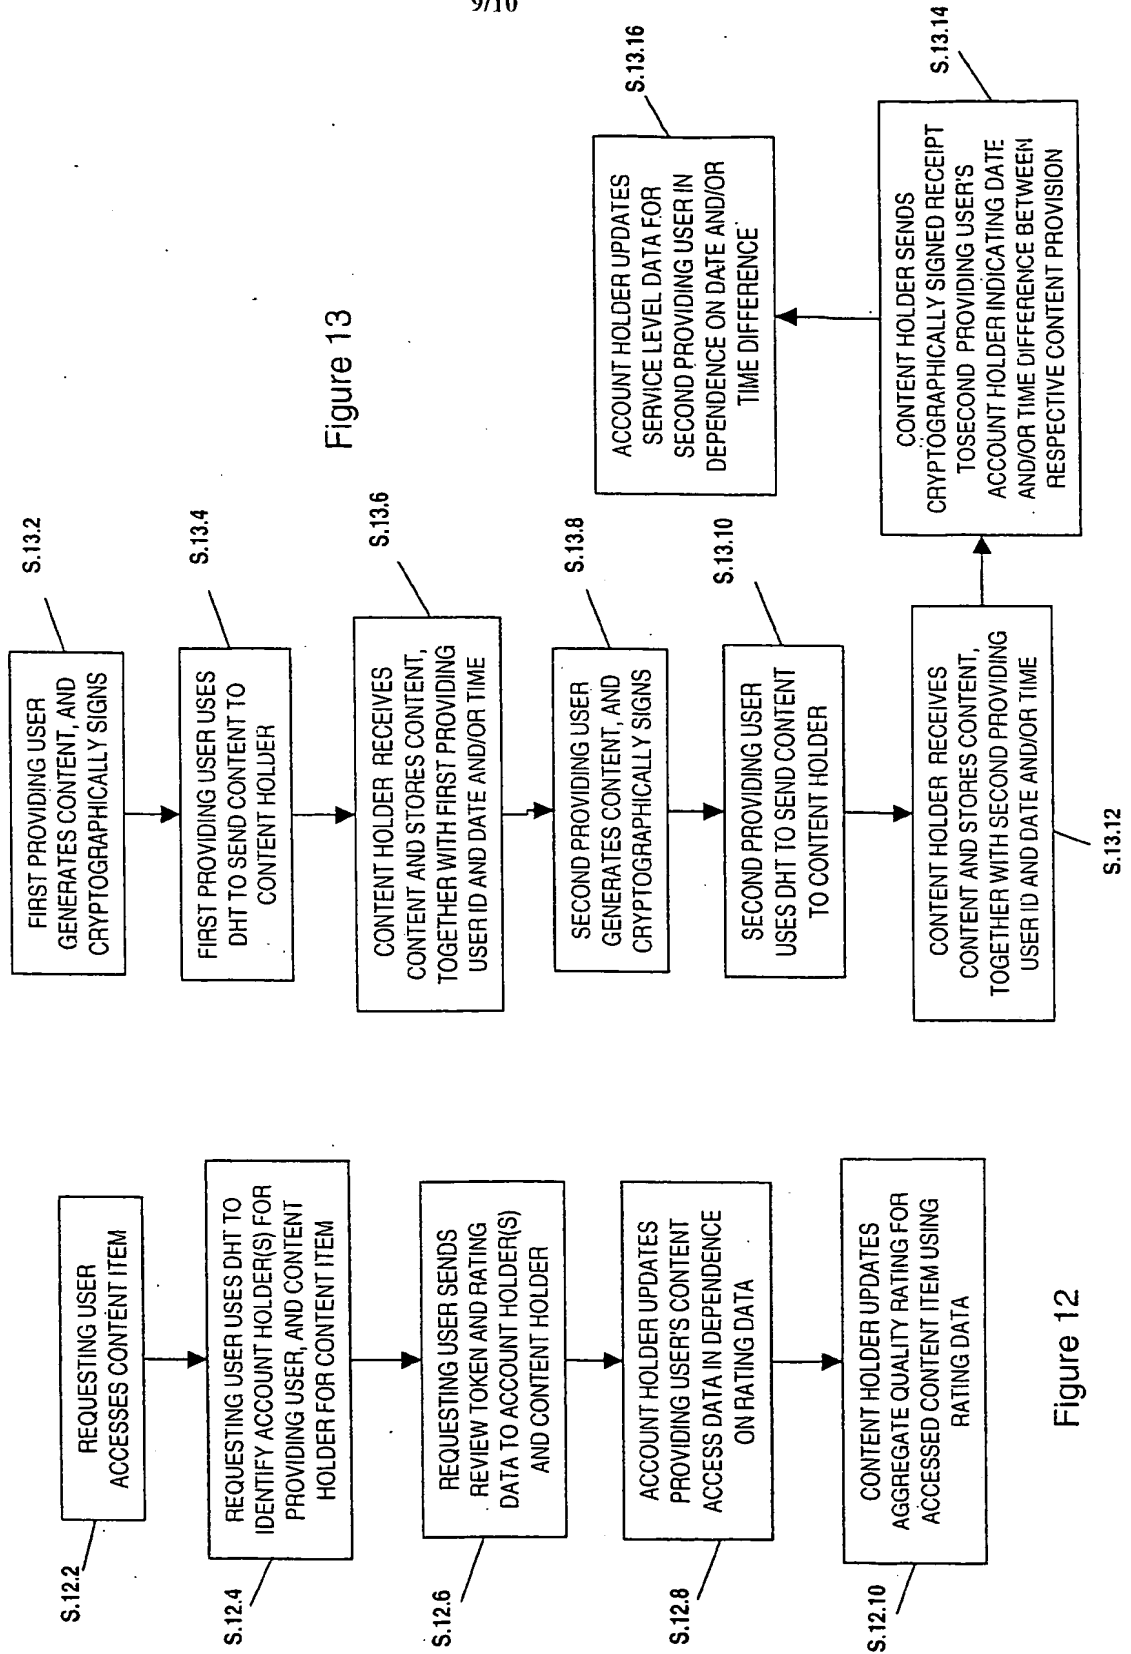 9/10
S.12.2
REQUESTING USER
ACCESSES CONTENT ITEM
S.12.4
REQUESTING USER USES DHT TO
IDENTIFY ACCOUNT HOLDER(S) FOR
PROVIDING USER, AND CONTENT
HOLDER FOR CONTENT ITEM
S.12.6
REQUESTING USER SENDS
REVIEW TOKEN AND RATING
DATA TO ACCOUNT HOLDER(S)
AND CONTENT HOLDER
S.12.8
ACCOUNT HOLDER UPDATES
PROVIDING USER'S CONTENT
ACCESS DATA IN DEPENDENCE
ON RATING DATA
S.12.10
CONTENT HOLDER UPDATES
AGGREGATE QUALITY RATING FOR
ACCESSED CONTENT ITEM USING
RATING DATA
Figure 12
S.13.2
FIRST PROVIDING USER
GENERATES CONTENT, AND
CRYPTOGRAPHICALLY SIGNS
S.13.4
FIRST PROVIDING USER USES
DHT TO SEND CONTENT TO
CONTENT HOLDER
S.13.6
CONTENT HOLDER RECEIVES
CONTENT AND STORES CONTENT,
TOGETHER WITH FIRST PROVIDING
USER ID AND DATE AND/OR TIME
S.13.8
SECOND PROVIDING USER
GENERATES CONTENT, AND
CRYPTOGRAPHICALLY SIGNS
S.13.10
SECOND PROVIDING USER
USES DHT TO SEND CONTENT
TO CONTENT HOLDER
CONTENT HOLDER RECEIVES
CONTENT AND STORES CONTENT,
TOGETHER WITH SECOND PROVIDING
USER ID AND DATE AND/OR TIME
S.13.12
CONTENT HOLDER SENDS
CRYPTOGRAPHICALLY SIGNED RECEIPT
TOSECOND PROVIDING USER'S
ACCOUNT HOLDER INDICATING DATE
AND/OR TIME DIFFERENCE BETWEEN
RESPECTIVE CONTENT PROVISION
S.13.14
ACCOUNT HOLDER UPDATES
SERVICE LEVEL DATA FOR
SECOND PROVIDING USER IN
DEPENDENCE ON DATE AND/OR
TIME DIFFERENCE
S.13.16
Figure 13